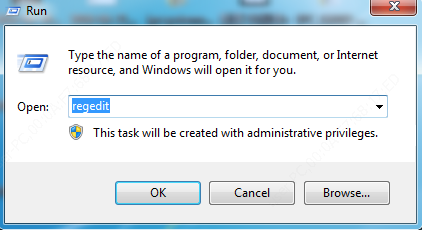 Run
Type the name of a program, folder, document, or Internet
resource, and Windows will open it for you.
Open: regedit
This task will be created with administrative privileges.
OK Cancel Browse...